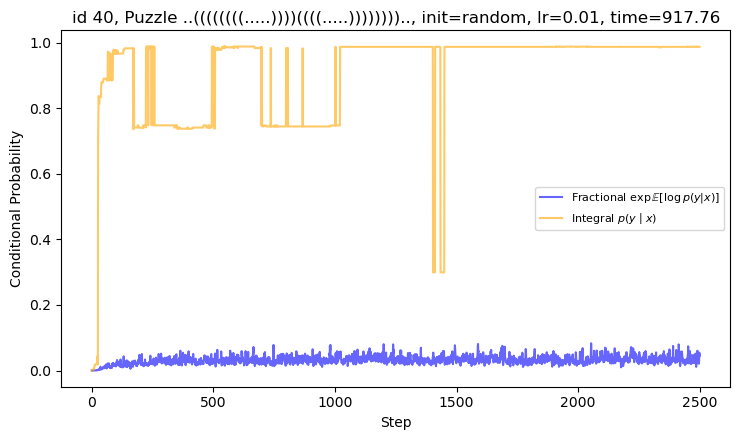 id 40, Puzzle ..((((((((.....))))((((.....)))))))).., init=random, lr=0.01, time=917.76
1.0
0.8
0.6
0.4
0.2
0.0
Conditional Probability
Fractional exp𝔼[log p(y|x)]
Integral p(y | x)
0
500
1000
1500
2000
2500
Step